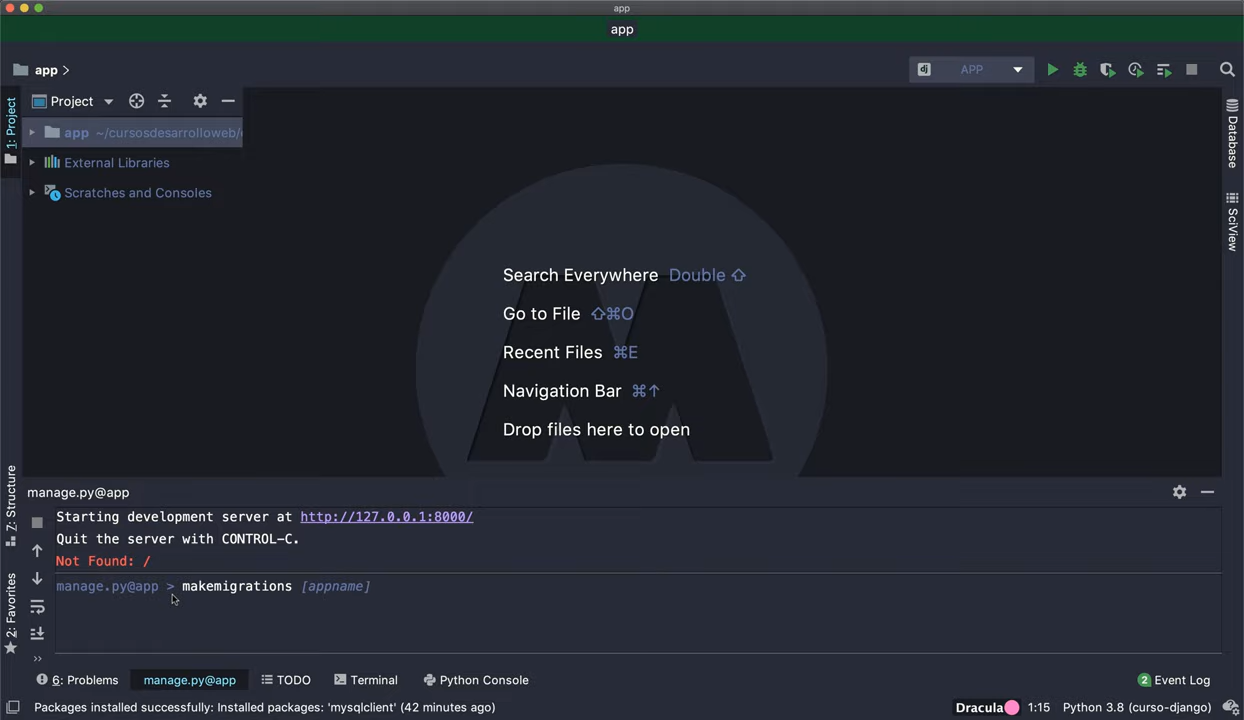 app
app
app >
dj APP
1: Project
Project
app ~/cursosdesarrolloweb/
External Libraries
Scratches and Consoles
Database
SciView
Search Everywhere Double ⇧
Go to File ⇧⌘O
Recent Files ⌘E
Navigation Bar ⌘↑
Drop files here to open
Z: Structure
2: Favorites
manage.py@app
Starting development server at http://127.0.0.1:8000/
Quit the server with CONTROL-C.
Not Found: /
manage.py@app > makemigrations [appname]
»
6: Problems manage.py@app TODO Terminal Python Console 2 Event Log
Packages installed successfully: Installed packages: 'mysqlclient' (42 minutes ago) Dracula 1:15 Python 3.8 (curso-django)